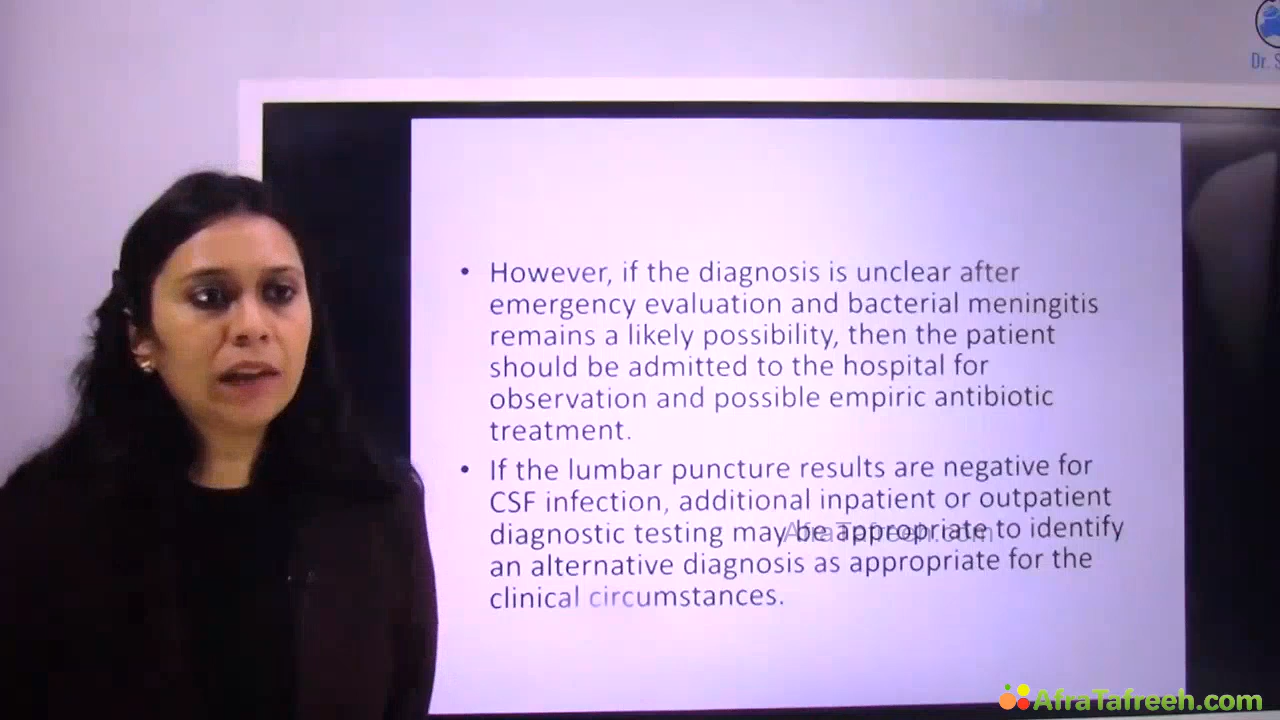 Dr. S
• However, if the diagnosis is unclear after
emergency evaluation and bacterial meningitis
remains a likely possibility, then the patient
should be admitted to the hospital for
observation and possible empiric antibiotic
treatment.
• If the lumbar puncture results are negative for
CSF infection, additional inpatient or outpatient
diagnostic testing may be appropriate to identify
AfraTafreeh.com
an alternative diagnosis as appropriate for the
clinical circumstances.
AfraTafreeh.com